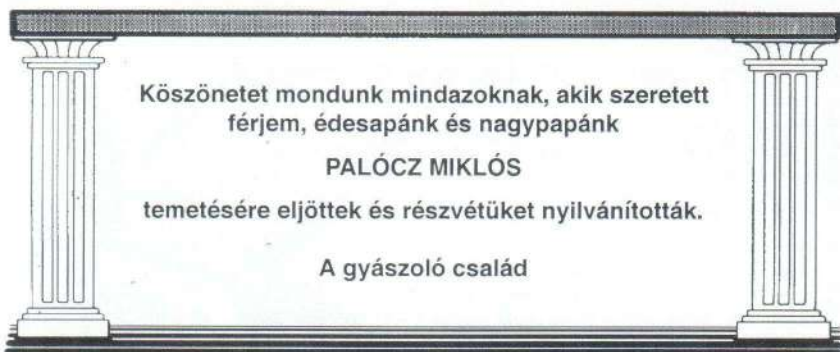 Köszönetet mondunk mindazoknak, akik szeretett
férjem, édesapánk és nagypapánk
PALÓCZ MIKLÓS
temetésére eljöttek és részvétüket nyilvánították.
A gyászoló család